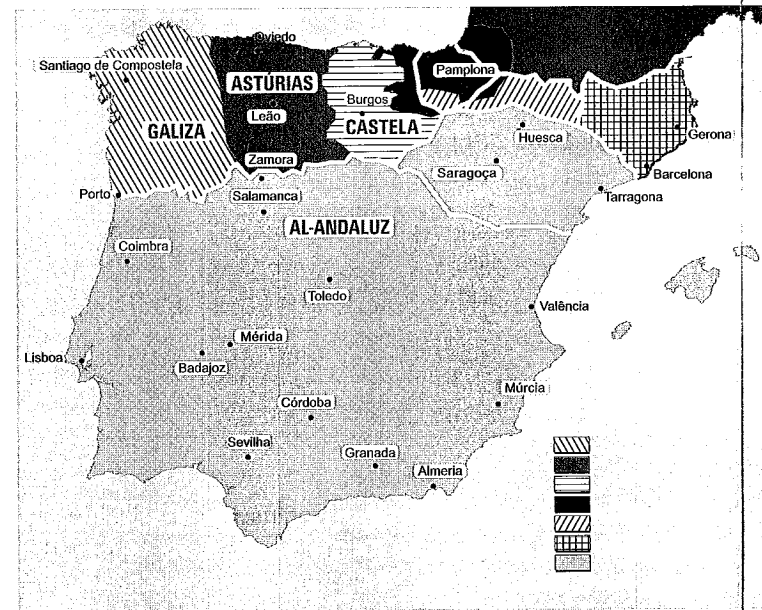 Oviedo
Santiago de Compostela
Pamplona
ASTÚRIAS
Leão
Burgos
GALIZA
CASTELA
Huesca
Gerona
Zamora
Saragoça
Barcelona
Porto
Salamanca
Tarragona
AL-ANDALUZ
Coimbra
Toledo
Valência
Mérida
Lisboa
Badajoz
Múrcia
Córdoba
Sevilha
Granada
Almeria